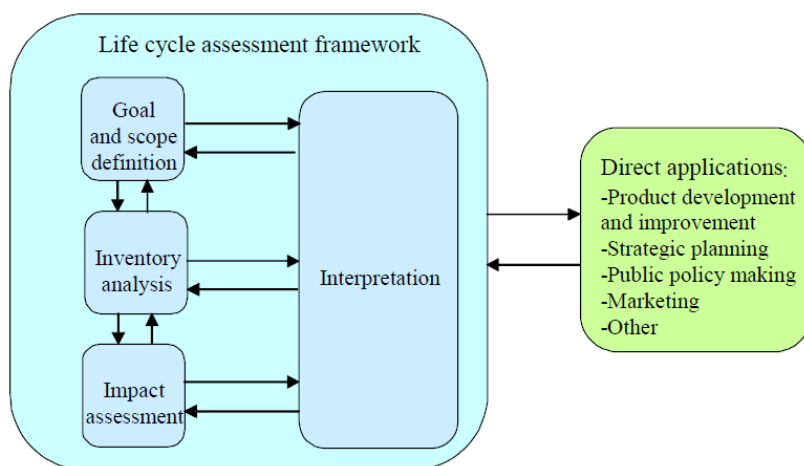 Life cycle assessment framework
Goal
and scope
definition
Inventory
analysis
Impact
assessment
Interpretation
Direct applications:
-Product development
and improvement
-Strategic planning
-Public policy making
-Marketing
-Other